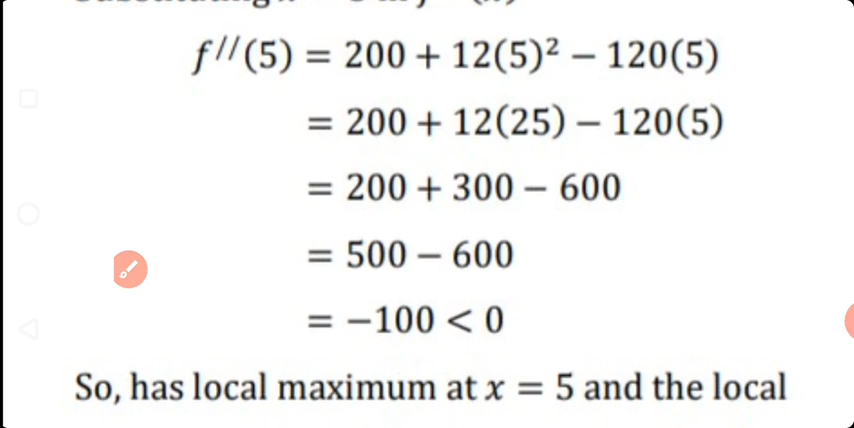 f//(5) = 200 + 12(5)² − 120(5)
= 200 + 12(25) − 120(5)
= 200 + 300 − 600
= 500 − 600
= −100 < 0
So, has local maximum at x = 5 and the local